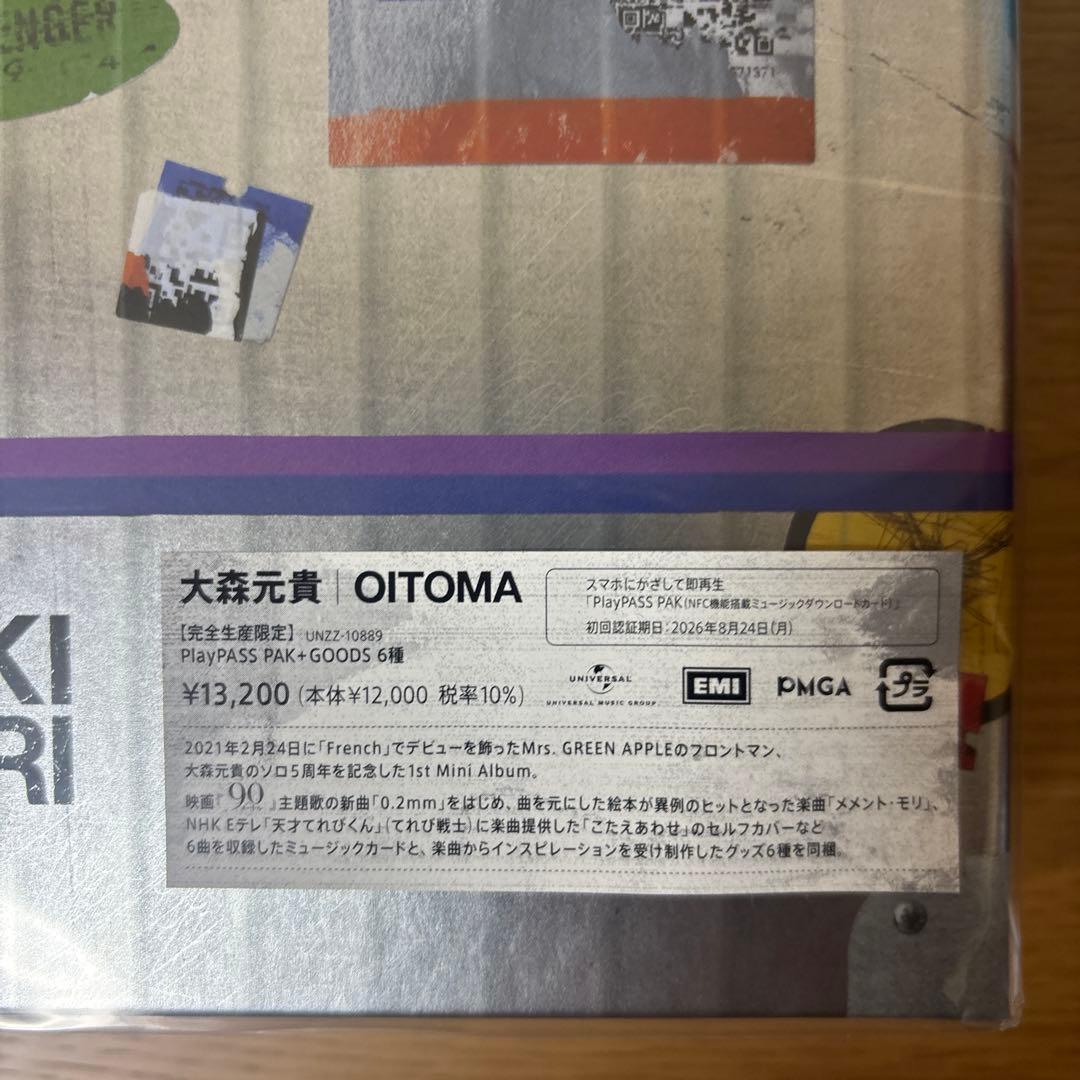 ENGER
9 4
71371
KI
RI
大森元貴 | OITOMA
【完全生産限定】 UNZZ-10889
PlayPASS PAK+GOODS 6種
¥13,200 (本体¥12,000 税率10%)
スマホにかざして即再生
「PlayPASS PAK(NFC機能搭載ミュージックダウンロードカード)」
初回認証期日：2026年8月24日(月)
UNIVERSAL
UNIVERSAL MUSIC GROUP
EMI
PMGA
プラ
2021年2月24日に「French」でデビューを飾ったMrs. GREEN APPLEのフロントマン、
大森元貴のソロ5周年を記念した1st Mini Album。
映画『90』主題歌の新曲「0.2mm」をはじめ、曲を元にした絵本が異例のヒットとなった楽曲「メメント・モリ」、
NHK Eテレ「天才てれびくん」(てれび戦士)に楽曲提供した「こたえあわせ」のセルフカバーなど
6曲を収録したミュージックカードと、楽曲からインスピレーションを受け制作したグッズ6種を同梱。